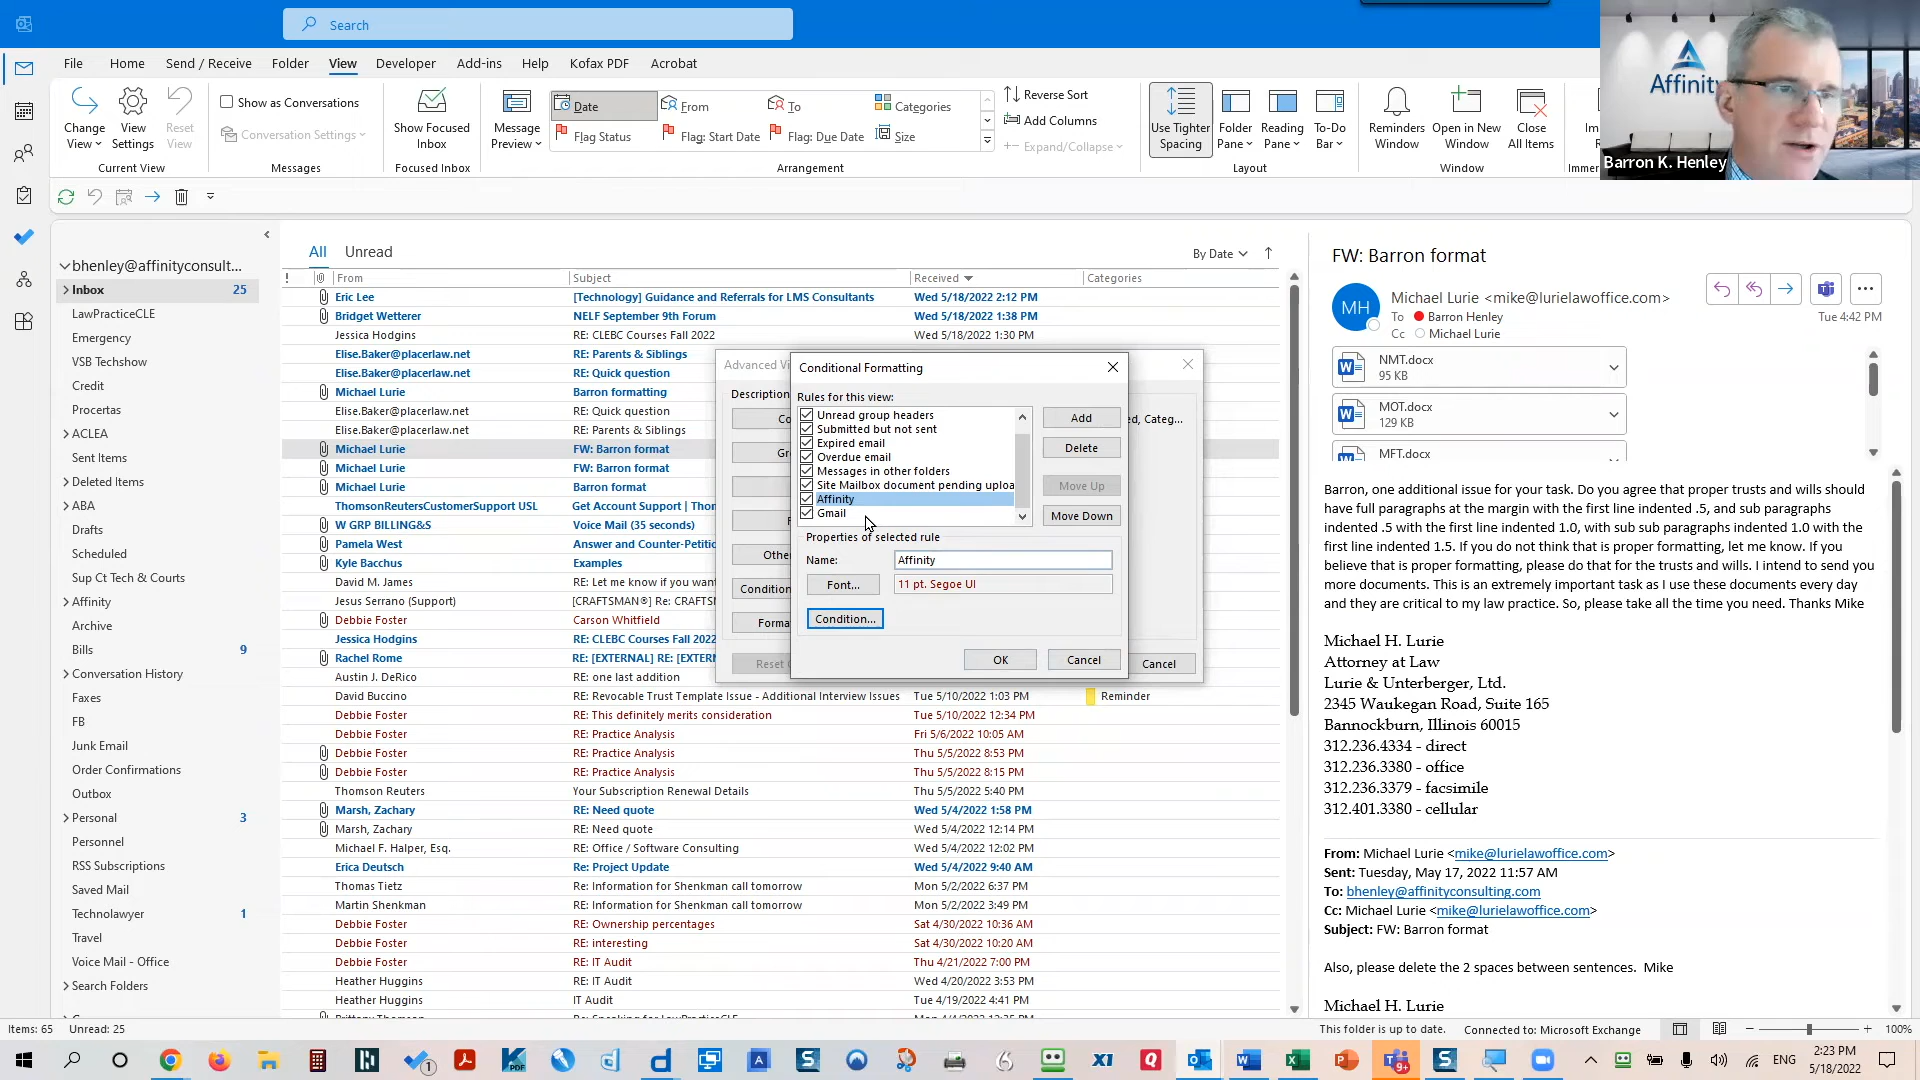 Search
Affinity
Barron K. Henley
File Home Send / Receive Folder View Developer Add-ins Help Kofax PDF Acrobat
Change View
View Settings
Reset View
Current View
Show as Conversations
Conversation Settings
Messages
Show Focused Inbox
Focused Inbox
Message Preview
Date From To Categories
Flag Status Flag: Start Date Flag: Due Date Size
Reverse Sort
Add Columns
Expand/Collapse
Arrangement
Use Tighter Spacing
Folder Pane
Reading Pane
To-Do Bar
Layout
Reminders Window
Open in New Window
Close All Items
Window
bhenley@affinityconsult...
Inbox 25
LawPracticeCLE
Emergency
VSB Techshow
Credit
Procertas
ACLEA
Sent Items
Deleted Items
ABA
Drafts
Scheduled
Sup Ct Tech & Courts
Affinity
Archive
Bills 9
Conversation History
Faxes
FB
Junk Email
Order Confirmations
Outbox
Personal 3
Personnel
RSS Subscriptions
Saved Mail
Technolawyer 1
Travel
Voice Mail - Office
Search Folders
All Unread By Date
! From Subject Received Categories
Eric Lee [Technology] Guidance and Referrals for LMS Consultants Wed 5/18/2022 2:12 PM
Bridget Wetterer NELF September 9th Forum Wed 5/18/2022 1:38 PM
Jessica Hodgins RE: CLEBC Courses Fall 2022 Wed 5/18/2022 1:30 PM
Elise.Baker@placerlaw.net RE: Parents & Siblings
Elise.Baker@placerlaw.net RE: Quick question
Michael Lurie Barron formatting
Elise.Baker@placerlaw.net RE: Quick question
Elise.Baker@placerlaw.net RE: Parents & Siblings
Michael Lurie FW: Barron format
Michael Lurie FW: Barron format
Michael Lurie Barron format
ThomsonReutersCustomerSupport USL Get Account Support | Tho
W GRP BILLING&S Voice Mail (35 seconds)
Pamela West Answer and Counter-Petitic
Kyle Bacchus Examples
David M. James RE: Let me know if you want
Jesus Serrano (Support) [CRAFTSMAN® Re: CRAFTS
Debbie Foster Carson Whitfield
Jessica Hodgins RE: CLEBC Courses Fall 2022
Rachel Rome RE: [EXTERNAL] RE: [EXTERN
Austin J. DeRico RE: one last addition
David Buccino RE: Revocable Trust Template Issue - Additional Interview Issues Tue 5/10/2022 1:03 PM Reminder
Debbie Foster RE: This definitely merits consideration Tue 5/10/2022 12:34 PM
Debbie Foster RE: Practice Analysis Fri 5/6/2022 10:05 AM
Debbie Foster RE: Practice Analysis Thu 5/5/2022 8:53 PM
Debbie Foster RE: Practice Analysis Thu 5/5/2022 8:15 PM
Thomson Reuters Your Subscription Renewal Details Thu 5/5/2022 5:40 PM
Marsh, Zachary RE: Need quote Wed 5/4/2022 1:58 PM
Marsh, Zachary RE: Need quote Wed 5/4/2022 12:14 PM
Michael F. Halper, Esq. RE: Office / Software Consulting Wed 5/4/2022 12:02 PM
Erica Deutsch Re: Project Update Wed 5/4/2022 9:40 AM
Thomas Tietz Re: Information for Shenkman call tomorrow Mon 5/2/2022 6:37 PM
Martin Shenkman RE: Information for Shenkman call tomorrow Mon 5/2/2022 3:49 PM
Debbie Foster RE: Ownership percentages Sat 4/30/2022 10:36 AM
Debbie Foster RE: interesting Sat 4/30/2022 10:20 AM
Debbie Foster RE: IT Audit Thu 4/21/2022 7:00 PM
Heather Huggins RE: IT Audit Wed 4/20/2022 3:53 PM
Heather Huggins IT Audit Tue 4/19/2022 4:41 PM
Advanced Vi
Description
ed, Categ...
Othe
Condition
Forma
Reset
Cancel
Conditional Formatting
Rules for this view:
Unread group headers
Submitted but not sent
Expired email
Overdue email
Messages in other folders
Site Mailbox document pending uploa
Affinity
Gmail
Add
Delete
Move Up
Move Down
Properties of selected rule
Name: Affinity
Font... 11 pt. Segoe UI
Condition...
OK Cancel
FW: Barron format
MH
Michael Lurie <mike@lurielawoffice.com>
To Barron Henley
Cc Michael Lurie
Tue 4:42 PM
NMT.docx
95 KB
MOT.docx
129 KB
MFT.docx
Barron, one additional issue for your task. Do you agree that proper trusts and wills should
have full paragraphs at the margin with the first line indented .5, and sub paragraphs
indented .5 with the first line indented 1.0, with sub sub paragraphs indented 1.0 with the
first line indented 1.5. If you do not think that is proper formatting, let me know. If you
believe that is proper formatting, please do that for the trusts and wills. I intend to send you
more documents. This is an extremely important task as I use these documents every day
and they are critical to my law practice. So, please take all the time you need. Thanks Mike
Michael H. Lurie
Attorney at Law
Lurie & Unterberger, Ltd.
2345 Waukegan Road, Suite 165
Bannockburn, Illinois 60015
312.236.4334 - direct
312.236.3380 - office
312.236.3379 - facsimile
312.401.3380 - cellular
From: Michael Lurie <mike@lurielawoffice.com>
Sent: Tuesday, May 17, 2022 11:57 AM
To: bhenley@affinityconsulting.com
Cc: Michael Lurie <mike@lurielawoffice.com>
Subject: FW: Barron format
Also, please delete the 2 spaces between sentences. Mike
Michael H. Lurie
Items: 65 Unread: 25
This folder is up to date. Connected to: Microsoft Exchange 100%
ENG
2:23 PM
5/18/2022